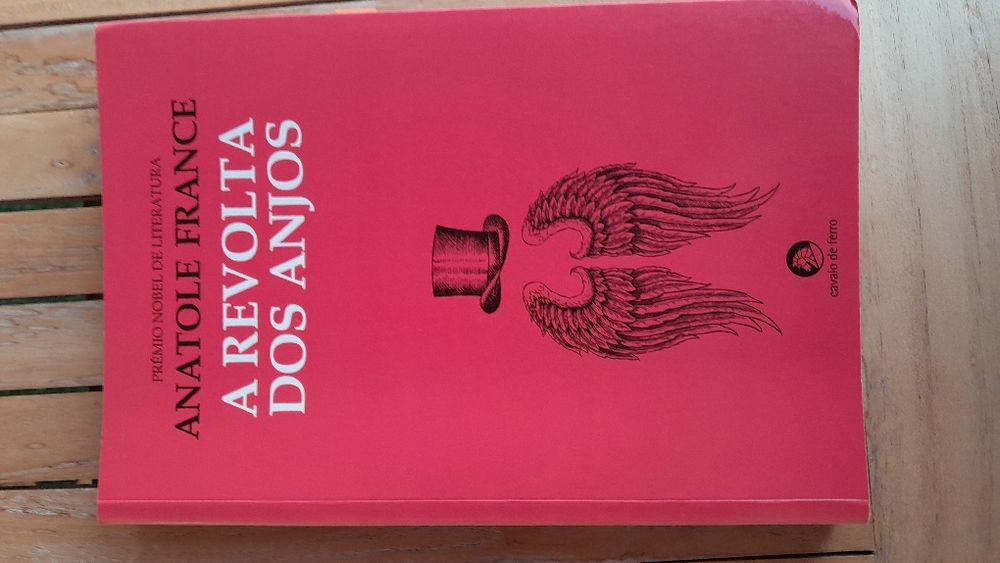 PRÉMIO NOBEL DE LITERATURA
ANATOLE FRANCE
A REVOLTA
DOS ANJOS
cavalo de ferro